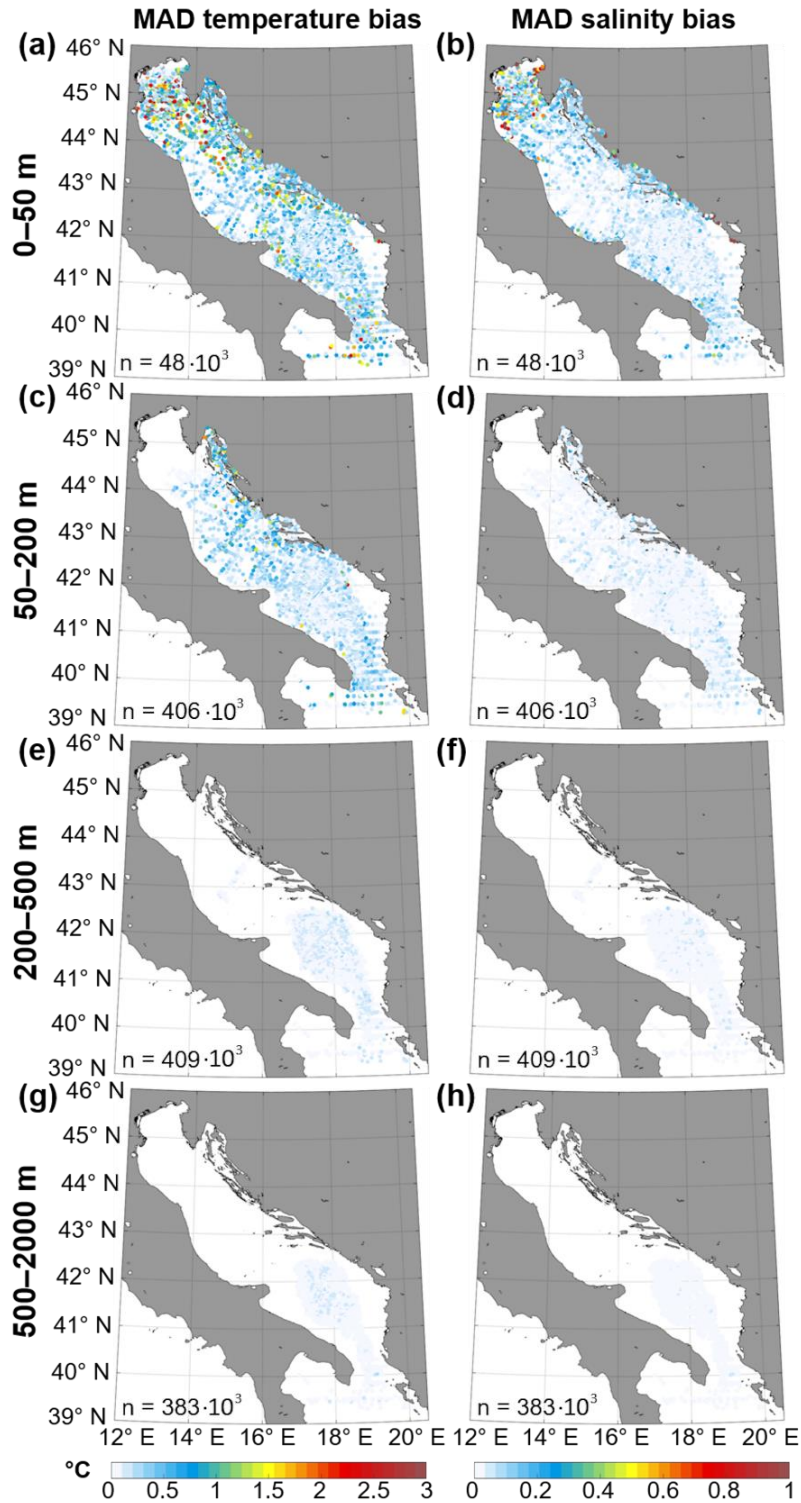 MAD temperature bias MAD salinity bias
(a) (b)
46° N
45° N
44° N
43° N
42° N
41° N
40° N
39° N
0–50 m
n = 48·10³ n = 48·10³
(c) (d)
46° N
45° N
44° N
43° N
42° N
41° N
40° N
39° N
50–200 m
n = 406·10³ n = 406·10³
(e) (f)
46° N
45° N
44° N
43° N
42° N
41° N
40° N
39° N
200–500 m
n = 409·10³ n = 409·10³
(g) (h)
46° N
45° N
44° N
43° N
42° N
41° N
40° N
39° N
500–2000 m
n = 383·10³ n = 383·10³
12° E 14° E 16° E 18° E 20° E 12° E 14° E 16° E 18° E 20° E
°C
0 0.5 1 1.5 2 2.5 3 0 0.2 0.4 0.6 0.8 1